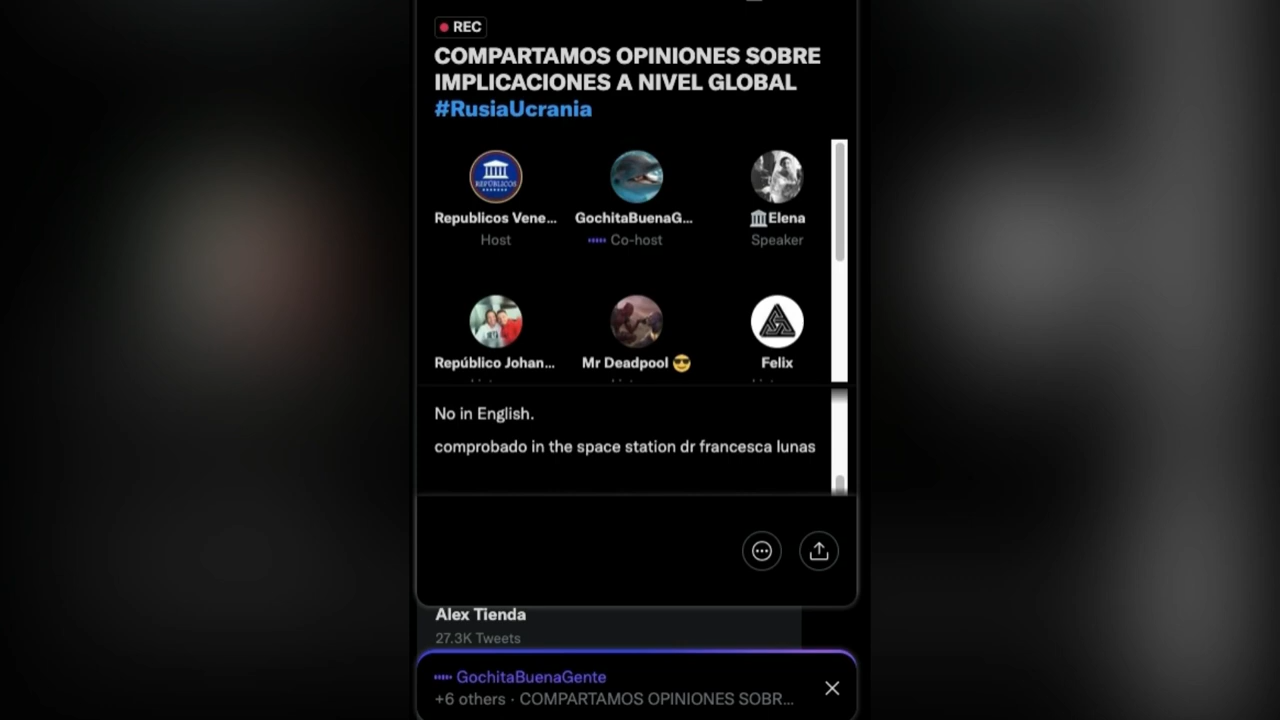 REC
COMPARTAMOS OPINIONES SOBRE
IMPLICACIONES A NIVEL GLOBAL
#RusiaUcrania
REPÚBLICOS
Republicos Vene...
GochitaBuenaG...
🏛️Elena
Host
Co-host
Speaker
Repúblico Johan...
Mr Deadpool 😎
Felix
No in English.
comprobado in the space station dr francesca lunas
Alex Tienda
27.3K Tweets
GochitaBuenaGente
+6 others · COMPARTAMOS OPINIONES SOBR...